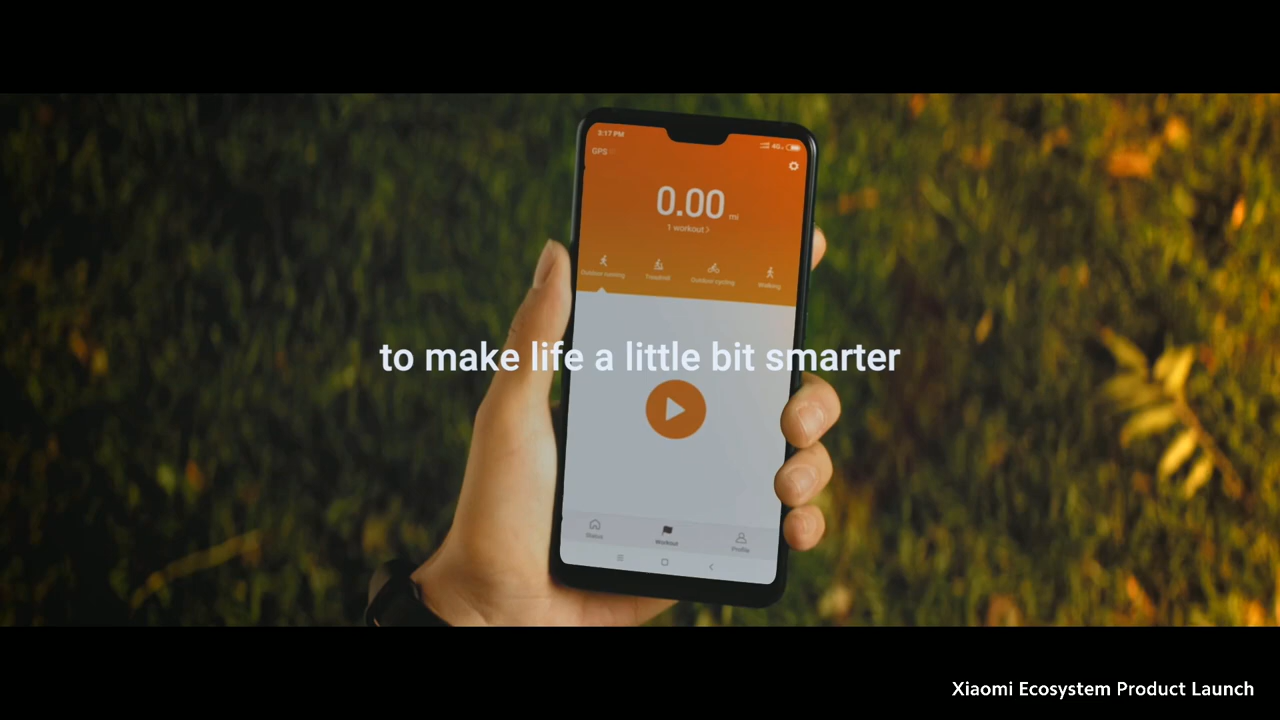 3:17 PM
4G
GPS
0.00 mi
1 workout >
Outdoor running Treadmill Outdoor cycling Walking
to make life a little bit smarter
Status Workout Profile
Xiaomi Ecosystem Product Launch